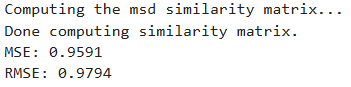 Computing the msd similarity matrix...
Done computing similarity matrix.
MSE: 0.9591
RMSE: 0.9794